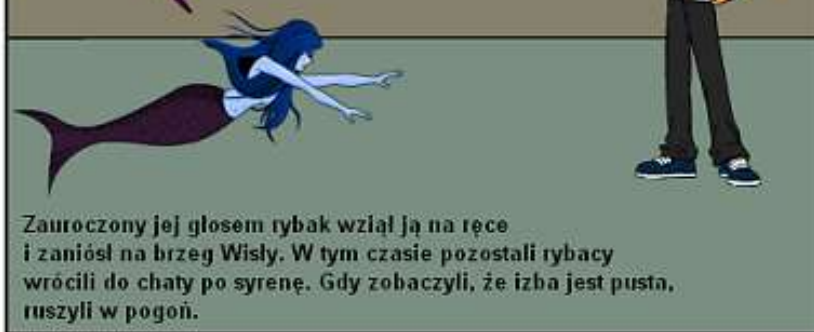 Zauroczony jej głosem rybak wziął ją na ręce
i zaniósł na brzeg Wisły. W tym czasie pozostali rybacy
wrócili do chaty po syrenę. Gdy zobaczyli, że izba jest pusta,
ruszyli w pogoń.